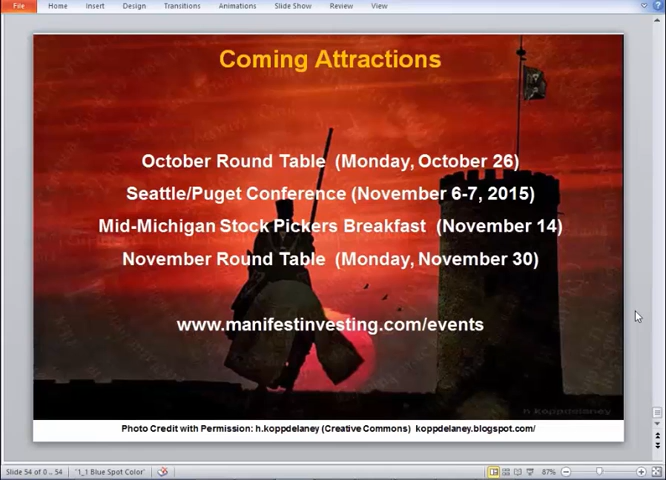 File Home Insert Design Transitions Animations Slide Show Review View
Coming Attractions
October Round Table (Monday, October 26)
Seattle/Puget Conference (November 6-7, 2015)
Mid-Michigan Stock Pickers Breakfast (November 14)
November Round Table (Monday, November 30)
www.manifestinvesting.com/events
h koppdelaney
Photo Credit with Permission: h.koppdelaney (Creative Commons) koppdelaney.blogspot.com/
Slide 54 of 0 .. 54 '1_1 Blue Spot Color' 87%